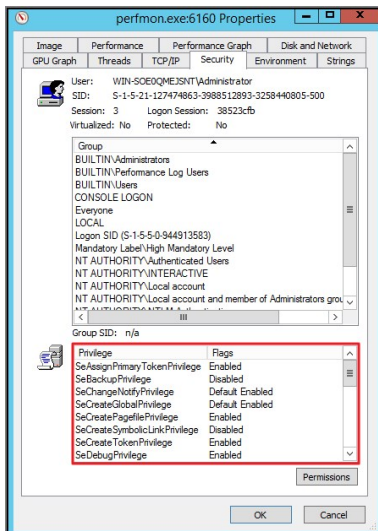 perfmon.exe:6160 Properties
Image Performance Performance Graph Disk and Network
GPU Graph Threads TCP/IP Security Environment Strings
User: WIN-SOE0QMEJSNT\Administrator
SID: S-1-5-21-127474863-3988512893-3258440805-500
Session: 3 Logon Session: 38523cfb
Virtualized: No Protected: No
Group
BUILTIN\Administrators
BUILTIN\Performance Log Users
BUILTIN\Users
CONSOLE LOGON
Everyone
LOCAL
Logon SID (S-1-5-5-0-944913583)
Mandatory Label\High Mandatory Level
NT AUTHORITY\Authenticated Users
NT AUTHORITY\INTERACTIVE
NT AUTHORITY\Local account
NT AUTHORITY\Local account and member of Administrators grou
Group SID: n/a
Privilege Flags
SeAssignPrimaryTokenPrivilege Enabled
SeBackupPrivilege Disabled
SeChangeNotifyPrivilege Default Enabled
SeCreateGlobalPrivilege Default Enabled
SeCreatePagefilePrivilege Enabled
SeCreateSymbolicLinkPrivilege Disabled
SeCreateTokenPrivilege Enabled
SeDebugPrivilege Enabled
Permissions
OK Cancel